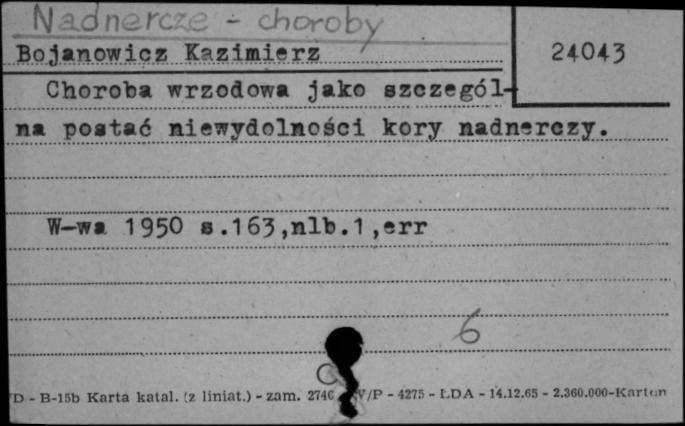 Nadnercze - choroby
Bojanowicz Kazimierz
24043
Choroba wrzodowa jako szczegól-
na postać niewydolności kory nadnerczy.
W-wa 1950 s.163,nlb.1,err
6
D - B-15b Karta katal. (z liniat.) - zam. V/P - 4275 - LDA - 14.12.65 - 2.360.000-Karton